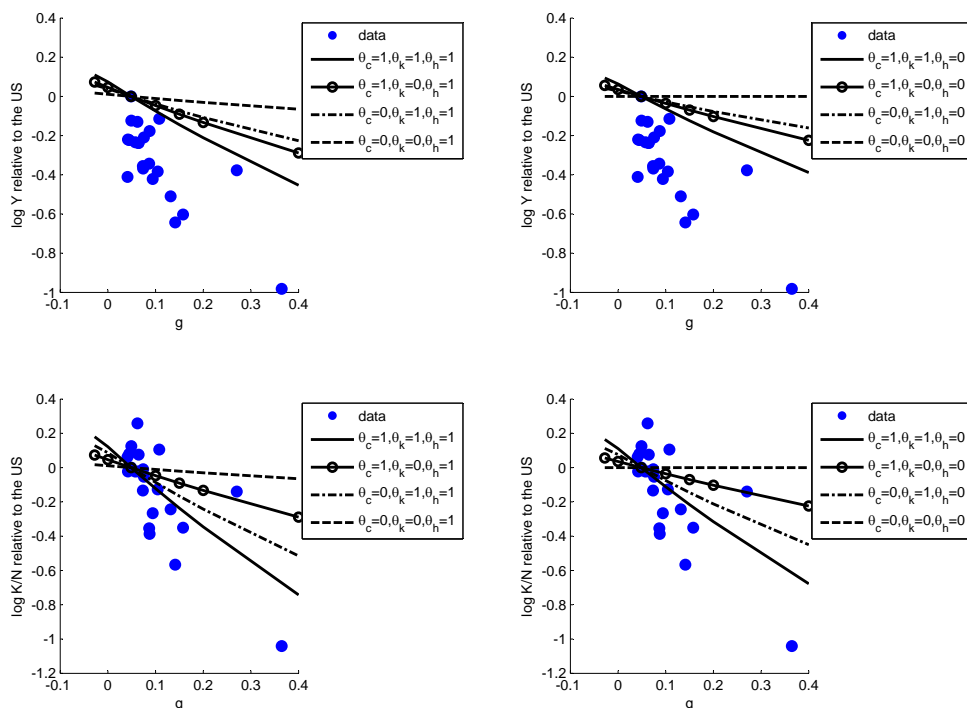 0.4
0.2
0
-0.2
-0.4
-0.6
-0.8
-1
log Y relative to the US
-0.1 0 0.1 0.2 0.3 0.4
g
data
θc=1,θk=1,θh=1
θc=1,θk=0,θh=1
θc=0,θk=1,θh=1
θc=0,θk=0,θh=1
0.4
0.2
0
-0.2
-0.4
-0.6
-0.8
-1
log Y relative to the US
-0.1 0 0.1 0.2 0.3 0.4
g
data
θc=1,θk=1,θh=0
θc=1,θk=0,θh=0
θc=0,θk=1,θh=0
θc=0,θk=0,θh=0
0.4
0.2
0
-0.2
-0.4
-0.6
-0.8
-1
-1.2
log K/N relative to the US
-0.1 0 0.1 0.2 0.3 0.4
g
data
θc=1,θk=1,θh=1
θc=1,θk=0,θh=1
θc=0,θk=1,θh=1
θc=0,θk=0,θh=1
0.4
0.2
0
-0.2
-0.4
-0.6
-0.8
-1
-1.2
log K/N relative to the US
-0.1 0 0.1 0.2 0.3 0.4
g
data
θc=1,θk=1,θh=0
θc=1,θk=0,θh=0
θc=0,θk=1,θh=0
θc=0,θk=0,θh=0